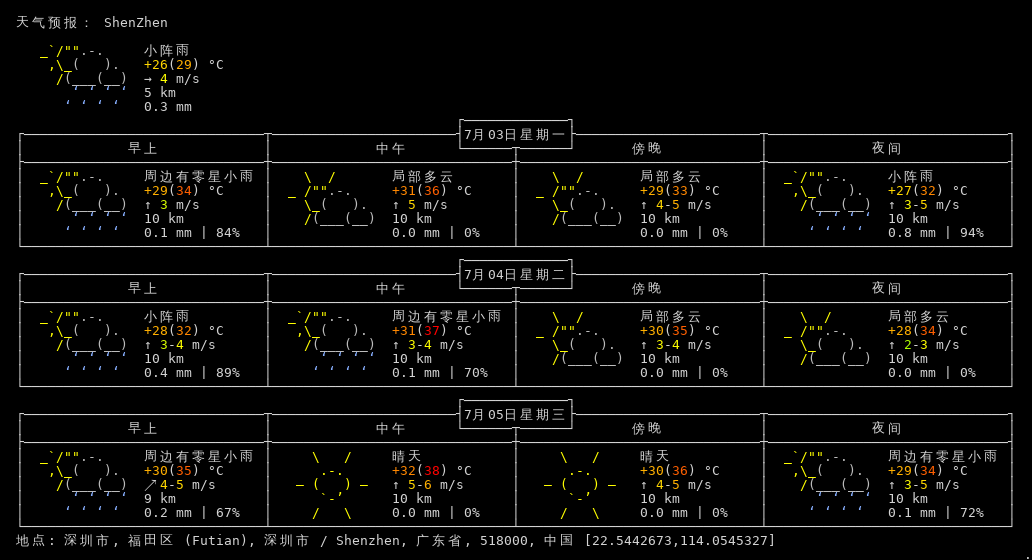 天气预报： ShenZhen
小阵雨
+26(29) °C
→ 4 m/s
5 km
0.3 mm
7月03日星期一
早上 中午 傍晚 夜间
周边有零星小雨 局部多云 局部多云 小阵雨
+29(34) °C +31(36) °C +29(33) °C +27(32) °C
↑ 3 m/s ↑ 5 m/s ↑ 4-5 m/s ↑ 3-5 m/s
10 km 10 km 10 km 10 km
0.1 mm | 84% 0.0 mm | 0% 0.0 mm | 0% 0.8 mm | 94%
7月04日星期二
早上 中午 傍晚 夜间
小阵雨 周边有零星小雨 局部多云 局部多云
+28(32) °C +31(37) °C +30(35) °C +28(34) °C
↑ 3-4 m/s ↑ 3-4 m/s ↑ 3-4 m/s ↑ 2-3 m/s
10 km 10 km 10 km 10 km
0.4 mm | 89% 0.1 mm | 70% 0.0 mm | 0% 0.0 mm | 0%
7月05日星期三
早上 中午 傍晚 夜间
周边有零星小雨 晴天 晴天 周边有零星小雨
+30(35) °C +32(38) °C +30(36) °C +29(34) °C
↗ 4-5 m/s ↑ 5-6 m/s ↑ 4-5 m/s ↑ 3-5 m/s
9 km 10 km 10 km 10 km
0.2 mm | 67% 0.0 mm | 0% 0.0 mm | 0% 0.1 mm | 72%
地点: 深圳市, 福田区 (Futian), 深圳市 / Shenzhen, 广东省, 518000, 中国 [22.5442673,114.0545327]